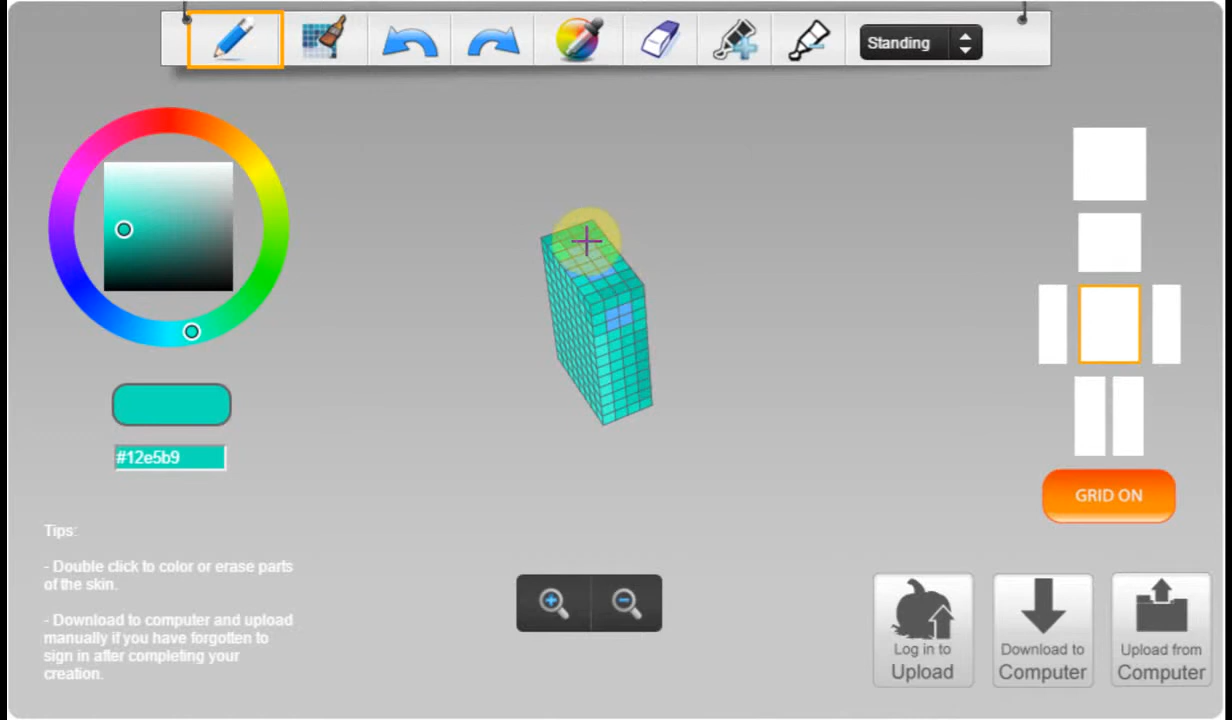 Standing
#12e5b9
Tips:
- Double click to color or erase parts
of the skin.
- Download to computer and upload
manually if you have forgotten to
sign in after completing your
creation.
GRID ON
Log in to
Upload
Download to
Computer
Upload from
Computer